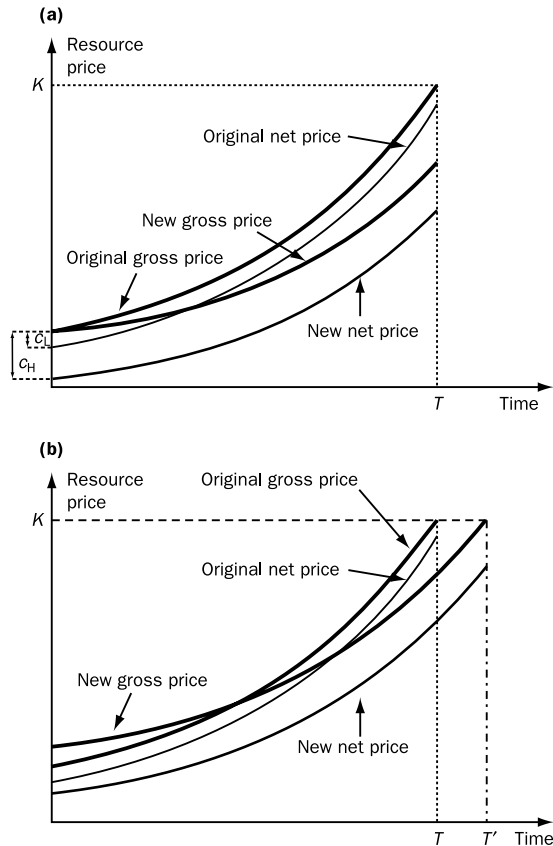 (a)
Resource
price
K
Original net price
New gross price
Original gross price
cL
cH
New net price
T
Time
(b)
Resource
price
Original gross price
K
Original net price
New gross price
New net price
T
T′
Time